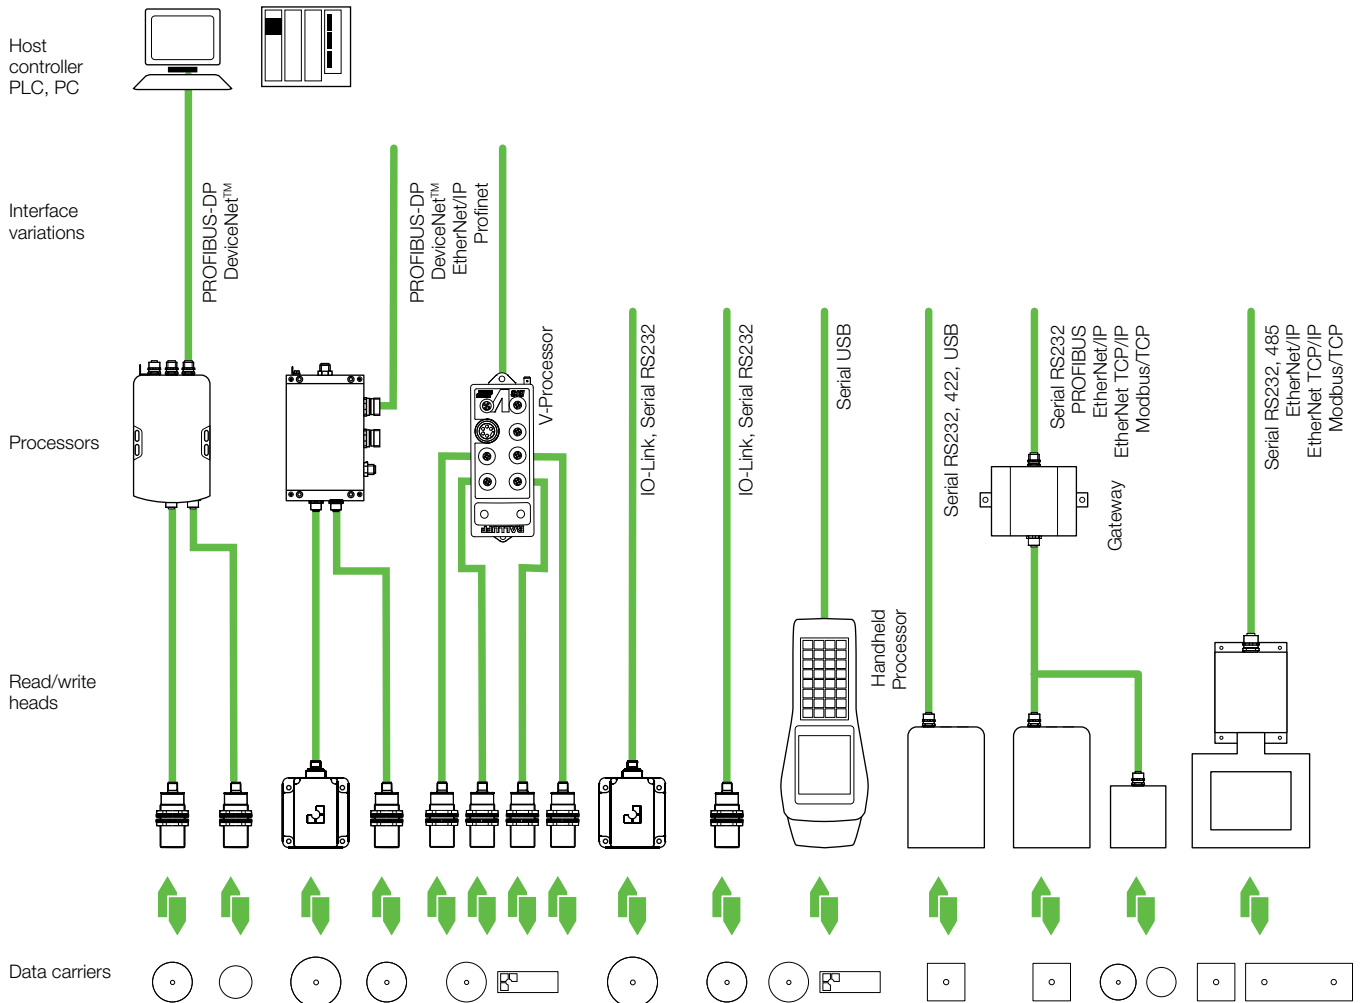 Host
controller
PLC, PC
Interface
variations
PROFIBUS-DP
DeviceNet™
PROFIBUS-DP
DeviceNet™
EtherNet/IP
Profinet
Processors
V-Processor
BALLUFF
IO-Link, Serial RS232
IO-Link, Serial RS232
Serial USB
Serial RS232, 422, USB
Serial RS232
PROFIBUS
EtherNet/IP
EtherNet TCP/IP
Modbus/TCP
Gateway
Serial RS232, 485
EtherNet/IP
EtherNet TCP/IP
Modbus/TCP
Read/write
heads
Handheld
Processor
Data carriers